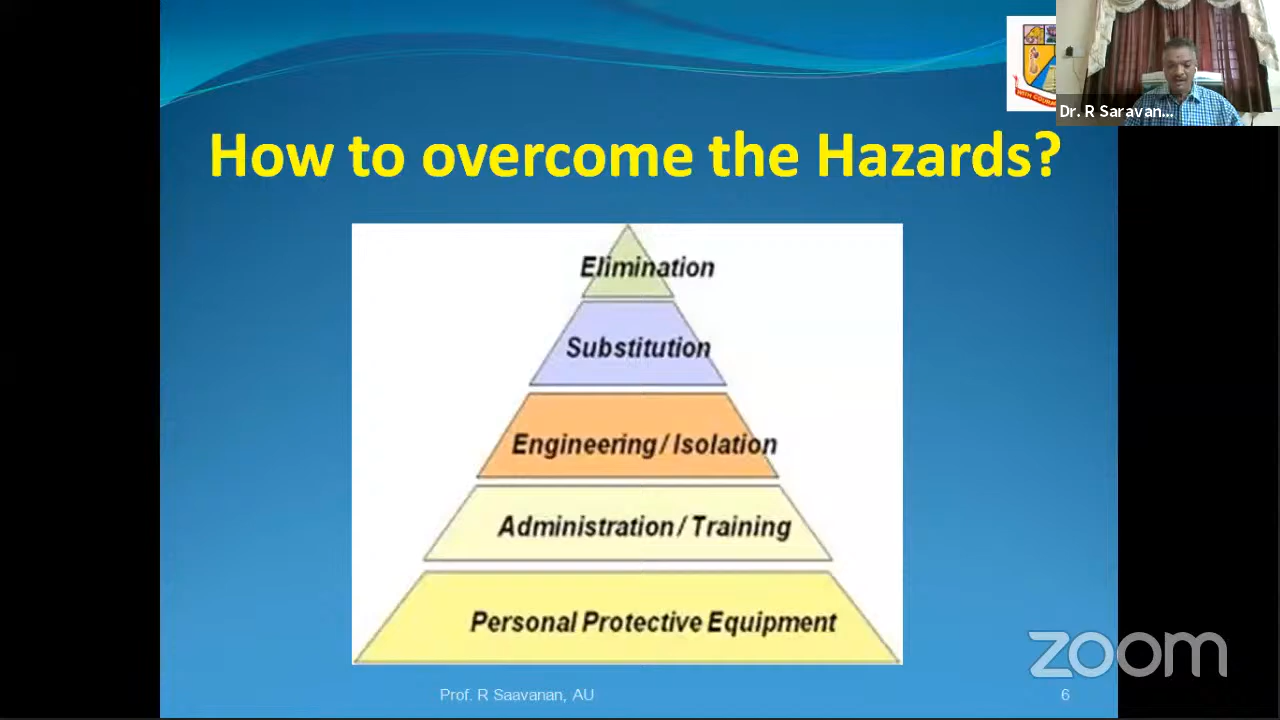 Dr. R Saravan...
How to overcome the Hazards?
Elimination
Substitution
Engineering / Isolation
Administration / Training
Personal Protective Equipment
zoom
Prof. R Saavanan, AU
6